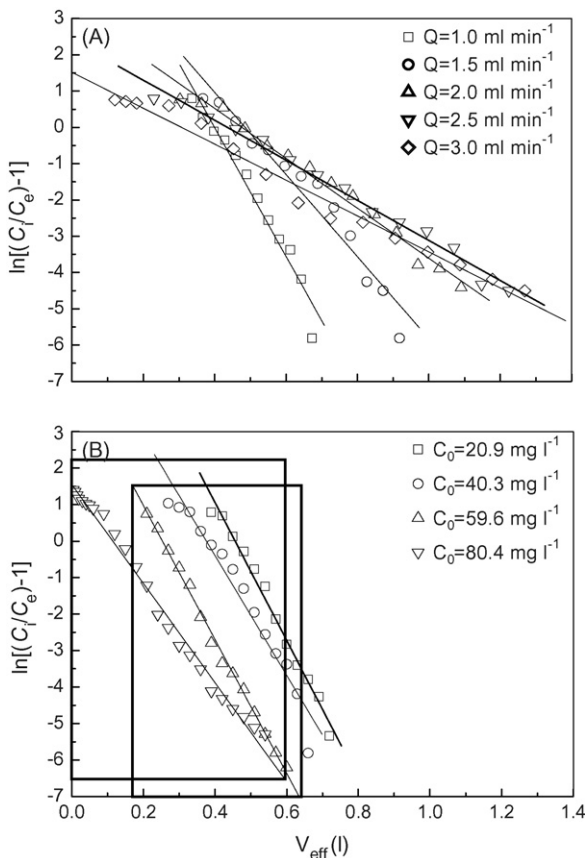 (A)
Q=1.0 ml min⁻¹
Q=1.5 ml min⁻¹
Q=2.0 ml min⁻¹
Q=2.5 ml min⁻¹
Q=3.0 ml min⁻¹
3
2
1
0
-1
-2
-3
-4
-5
-6
-7
ln[(Cᵢ/Cₑ)-1]
(B)
C₀=20.9 mg l⁻¹
C₀=40.3 mg l⁻¹
C₀=59.6 mg l⁻¹
C₀=80.4 mg l⁻¹
3
2
1
0
-1
-2
-3
-4
-5
-6
-7
ln[(Cᵢ/Cₑ)-1]
0.0 0.2 0.4 0.6 0.8 1.0 1.2 1.4
V_eff(l)